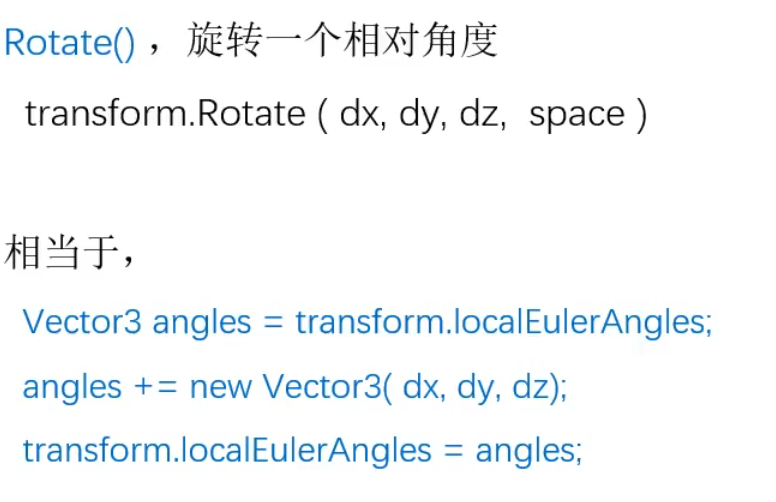 Rotate() ，旋转一个相对角度
transform.Rotate ( dx, dy, dz, space )
相当于，
Vector3 angles = transform.localEulerAngles;
angles += new Vector3( dx, dy, dz);
transform.localEulerAngles = angles;